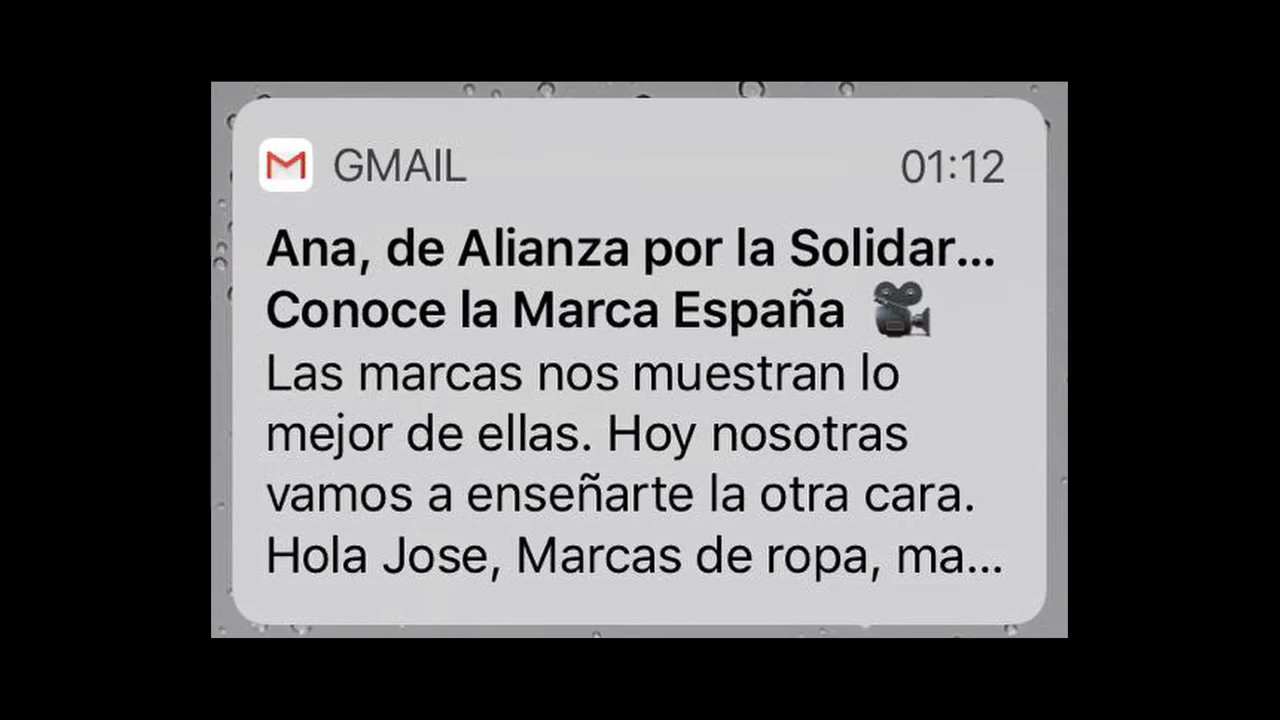 GMAIL 01:12
Ana, de Alianza por la Solidar...
Conoce la Marca España 🎥
Las marcas nos muestran lo
mejor de ellas. Hoy nosotras
vamos a enseñarte la otra cara.
Hola Jose, Marcas de ropa, ma...